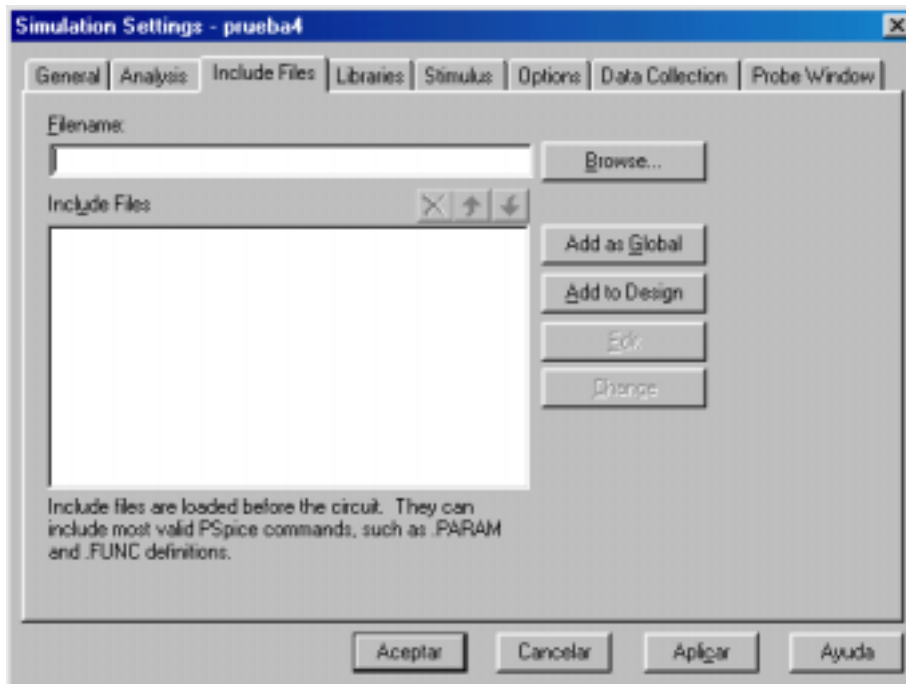 Simulation Settings - prueba4
General Analysis Include Files Libraries Stimulus Options Data Collection Probe Window
Filename:
Browse...
Include Files
Add as Global
Add to Design
Edit
Change
Include files are loaded before the circuit. They can
include most valid PSpice commands, such as .PARAM
and .FUNC definitions.
Aceptar Cancelar Aplicar Ayuda